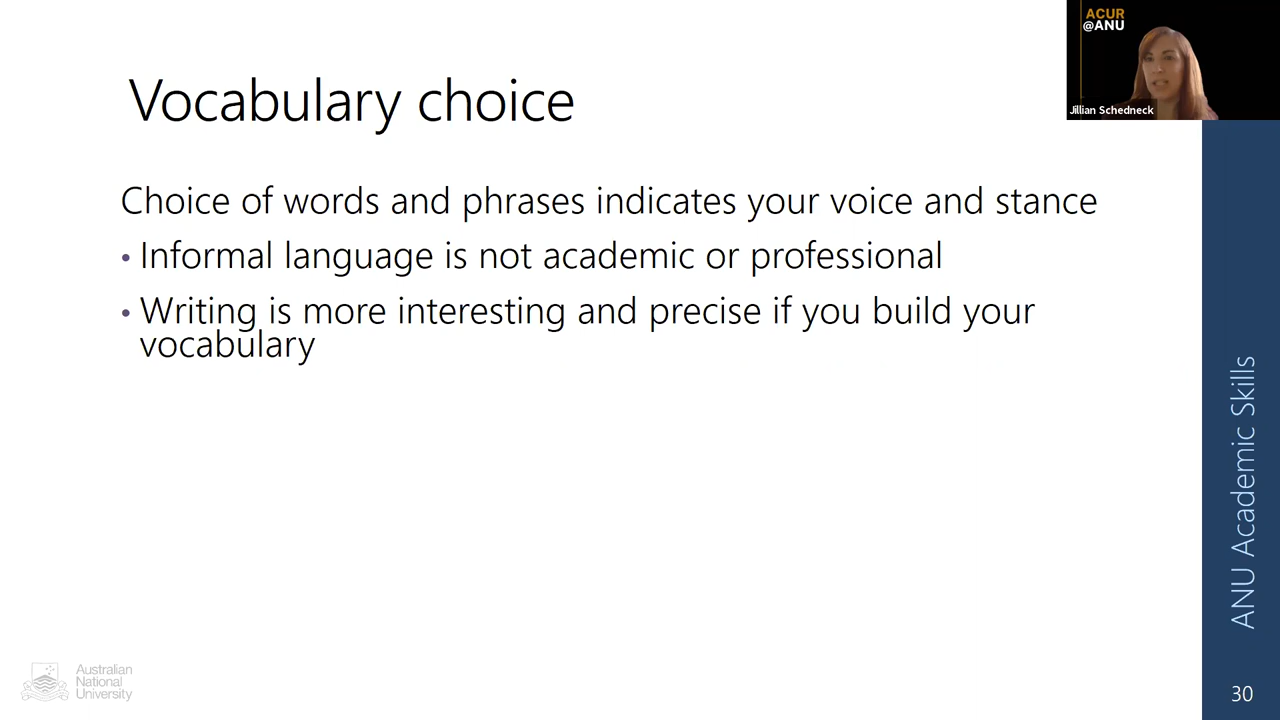 ACUR
@ANU
Jillian Schedneck
Vocabulary choice
Choice of words and phrases indicates your voice and stance
• Informal language is not academic or professional
• Writing is more interesting and precise if you build your
vocabulary
ANU Academic Skills
Australian
National
University
30